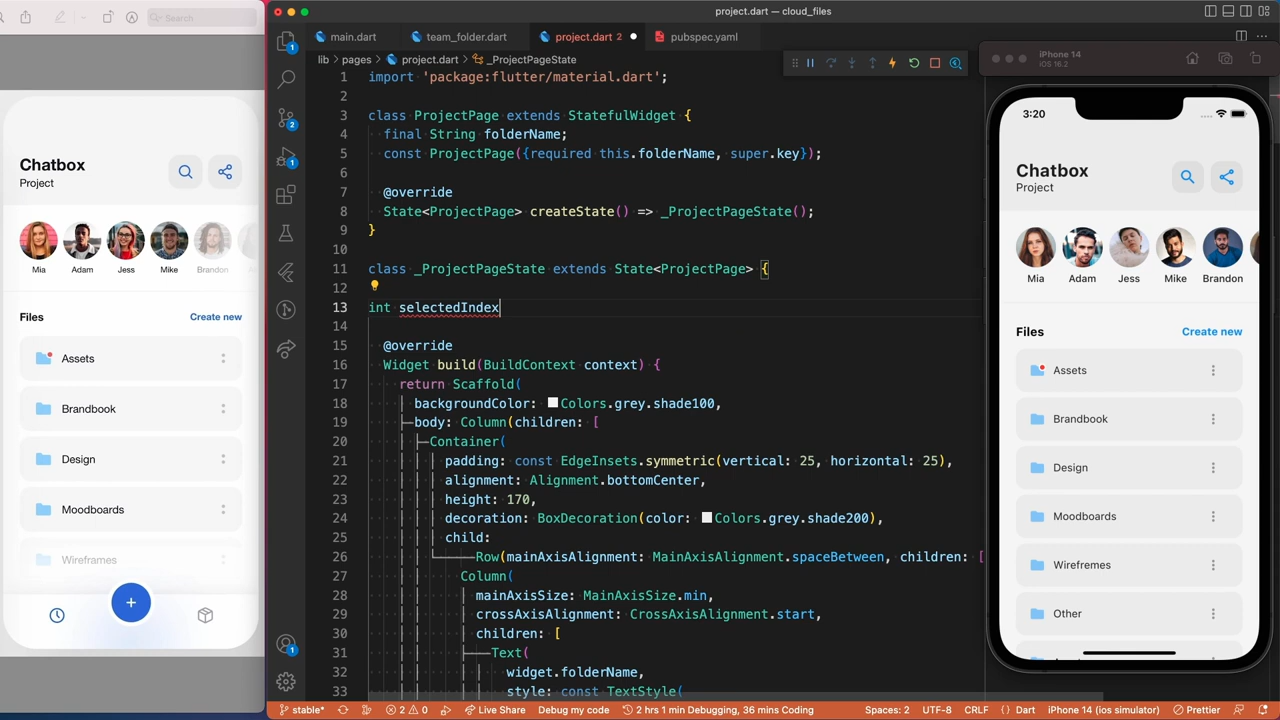 Search
Chatbox
Project
Mia
Adam
Jess
Mike
Brandon
Files
Create new
Assets
Brandbook
Design
Moodboards
Wireframes
project.dart — cloud_files
main.dart
team_folder.dart
project.dart 2
pubspec.yaml
lib > pages > project.dart > _ProjectPageState
1 import 'package:flutter/material.dart';
2
3 class ProjectPage extends StatefulWidget {
4 final String folderName;
5 const ProjectPage({required this.folderName, super.key});
6
7 @override
8 State<ProjectPage> createState() => _ProjectPageState();
9 }
10
11 class _ProjectPageState extends State<ProjectPage> {
12
13 int selectedIndex
14
15 @override
16 Widget build(BuildContext context) {
17 return Scaffold(
18 backgroundColor: Colors.grey.shade100,
19 body: Column(children: [
20 Container(
21 padding: const EdgeInsets.symmetric(vertical: 25, horizontal: 25),
22 alignment: Alignment.bottomCenter,
23 height: 170,
24 decoration: BoxDecoration(color: Colors.grey.shade200),
25 child:
26 Row(mainAxisAlignment: MainAxisAlignment.spaceBetween, children: [
27 Column(
28 mainAxisSize: MainAxisSize.min,
29 crossAxisAlignment: CrossAxisAlignment.start,
30 children: [
31 Text(
32 widget.folderName,
33 style: const TextStyle(
1
2
1
1
iPhone 14
iOS 16.2
3:20
Chatbox
Project
Mia
Adam
Jess
Mike
Brandon
Files
Create new
Assets
Brandbook
Design
Moodboards
Wireframes
Other
stable*
2 0
Live Share
Debug my code
2 hrs 1 min Debugging, 36 mins Coding
Spaces: 2
UTF-8
CRLF
{} Dart
iPhone 14 (ios simulator)
Prettier